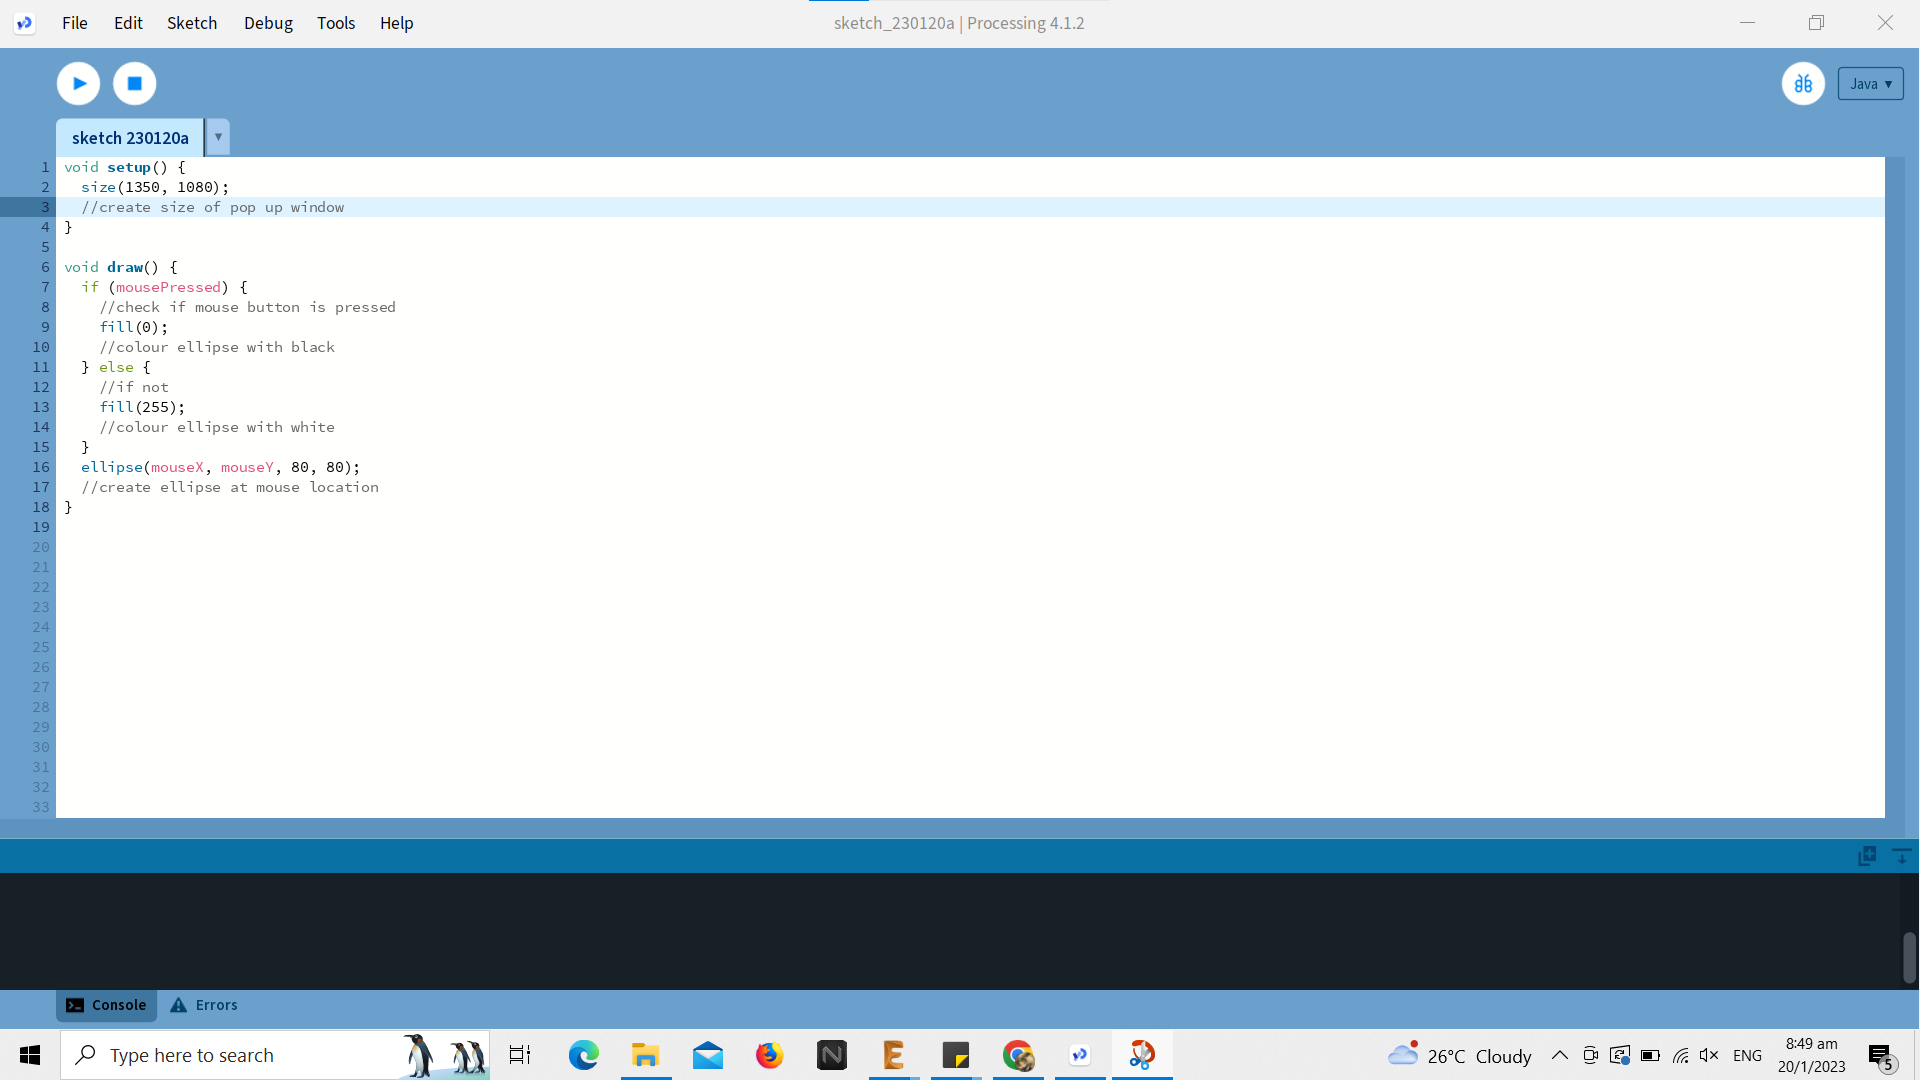 File Edit Sketch Debug Tools Help
sketch_230120a | Processing 4.1.2
Java ▾
sketch 230120a ▾
1 void setup() {
2 size(1350, 1080);
3 //create size of pop up window
4 }
5
6 void draw() {
7 if (mousePressed) {
8 //check if mouse button is pressed
9 fill(0);
10 //colour ellipse with black
11 } else {
12 //if not
13 fill(255);
14 //colour ellipse with white
15 }
16 ellipse(mouseX, mouseY, 80, 80);
17 //create ellipse at mouse location
18 }
19
20
21
22
23
24
25
26
27
28
29
30
31
32
33
Console Errors
Type here to search
26°C Cloudy
ENG
8:49 am
20/1/2023
5